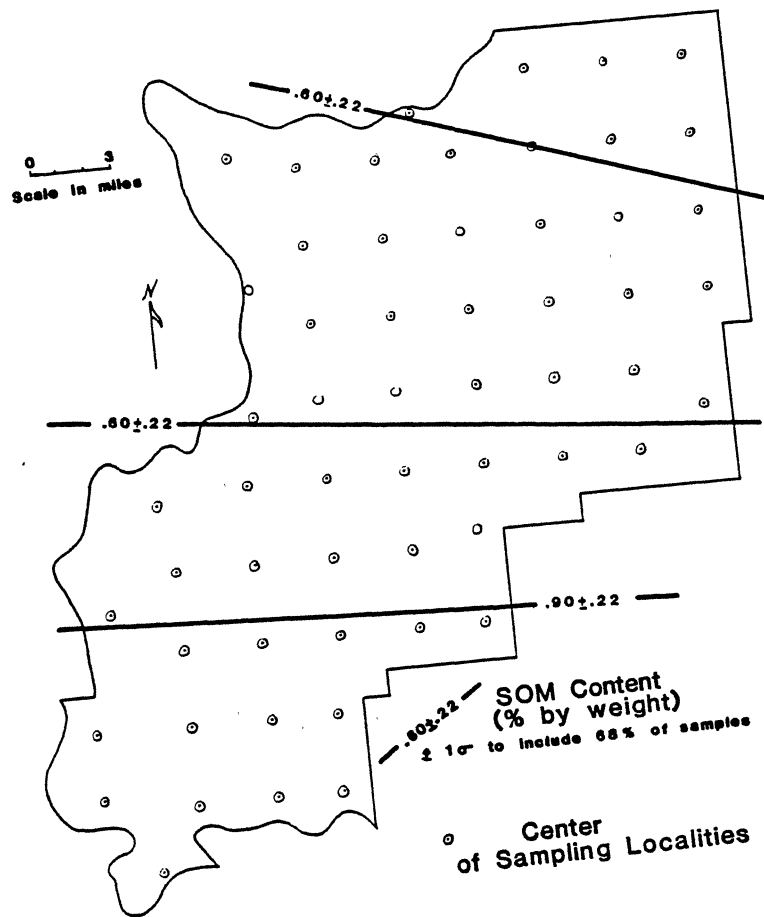 .60±.22
0 3
Scale in miles
N
.60±.22
.90±.22
.60±.22
SOM Content
(% by weight)
± 1σ to include 68% of samples
Center
of Sampling Localities